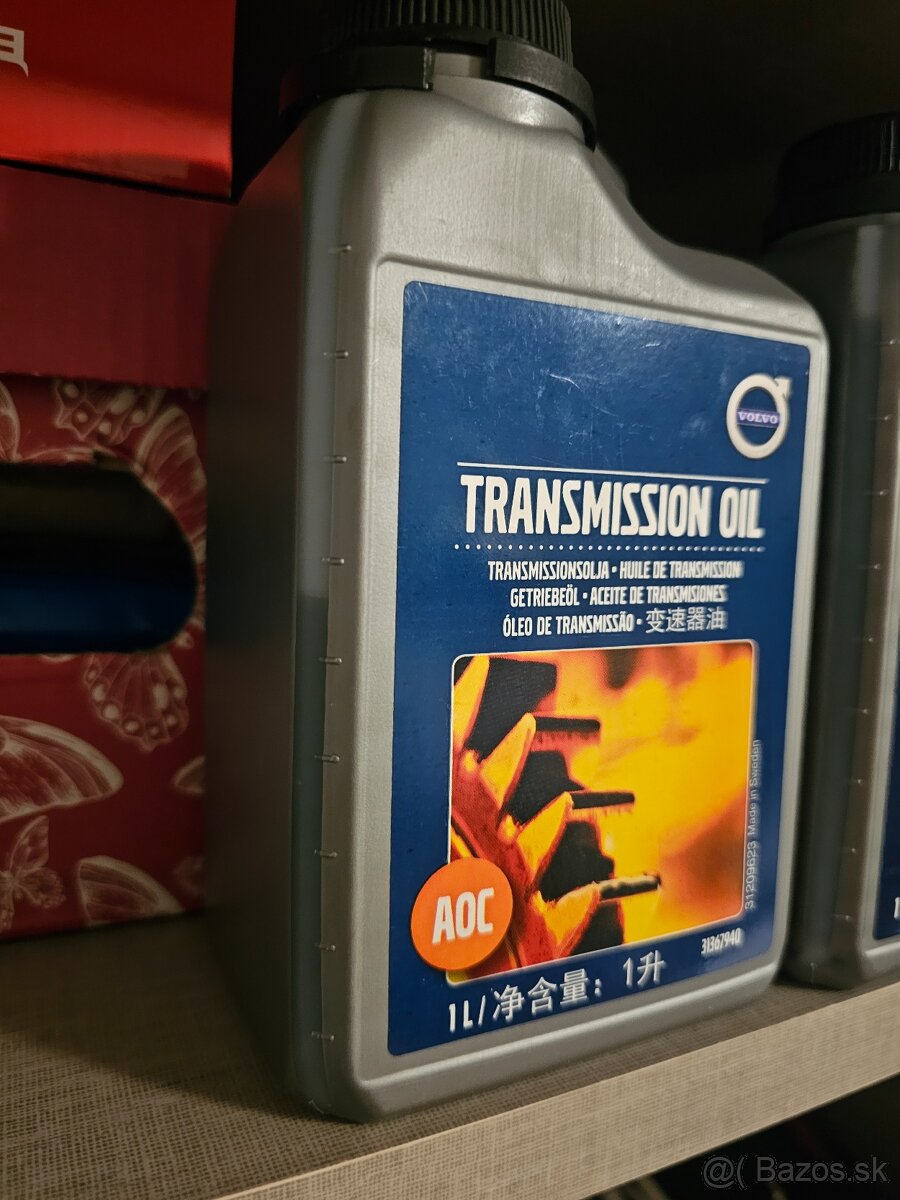 VOLVO
TRANSMISSION OIL
TRANSMISSIONSOLJA • HUILE DE TRANSMISSION
GETRIEBEÖL • ACEITE DE TRANSMISIONES
ÓLEO DE TRANSMISSÃO • 变速器油
31209623 Made in Sweden
AOC
31367940
1L/净含量：1升
@( Bazos.sk